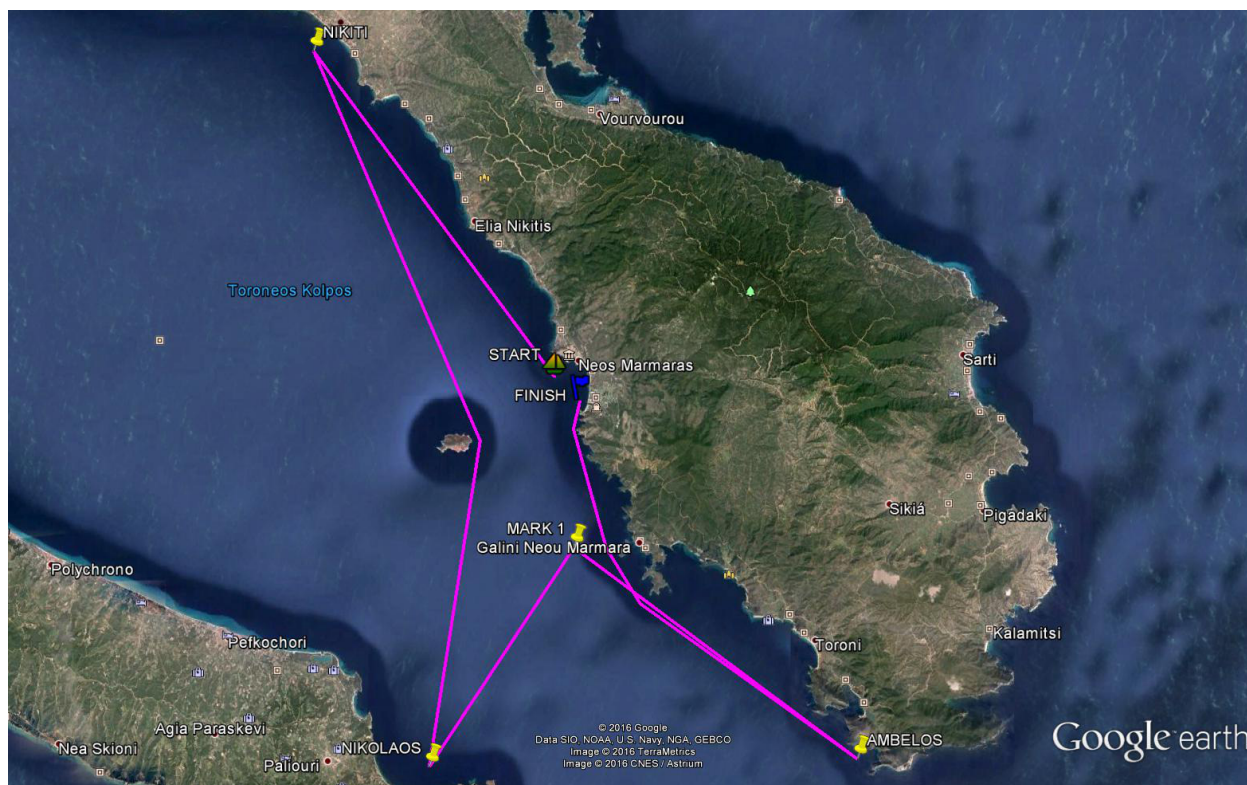 NIKITI
Vourvourou
Elia Nikitis
Toroneos Kolpos
START
Neos Marmaras
Sarti
FINISH
Sikiá
Pigadaki
MARK 1
Galini Neou Marmara
Polychrono
Pefkochori
Kalamitsi
Toroni
Agia Paraskevi
Nea Skioni
NIKOLAOS
Paliouri
AMBELOS
© 2016 Google
Data SIO, NOAA, U.S. Navy, NGA, GEBCO
Image © 2016 TerraMetrics
Image © 2016 CNES / Astrium
Google earth